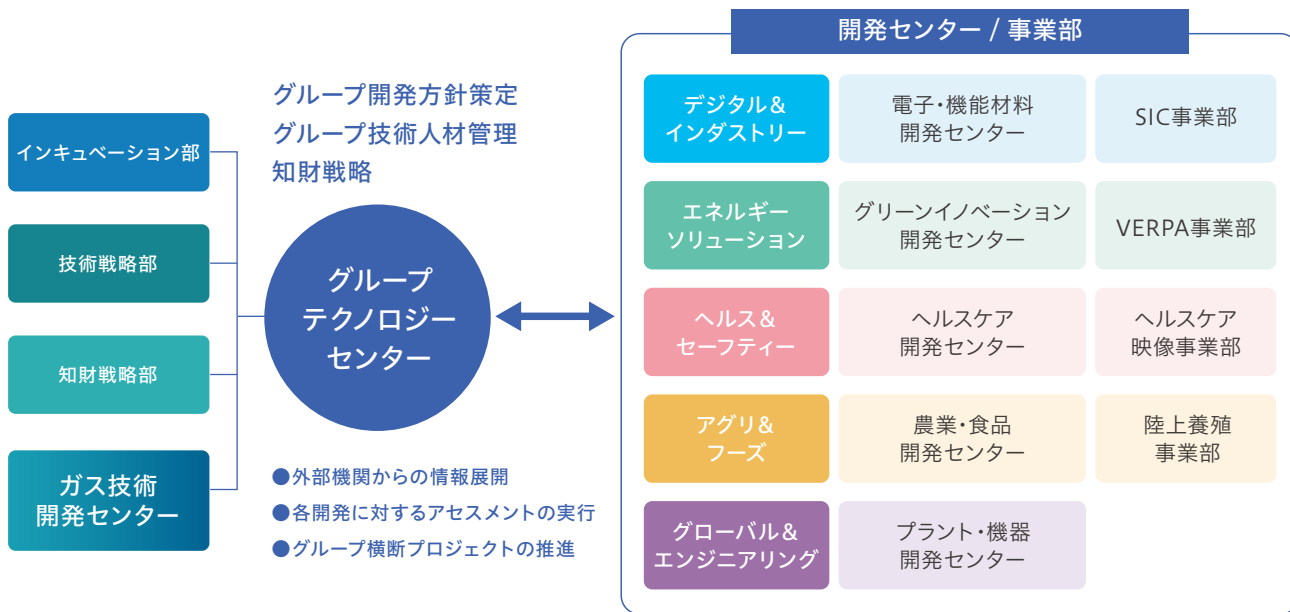 インキュベーション部
技術戦略部
知財戦略部
ガス技術
開発センター
グループ開発方針策定
グループ技術人材管理
知財戦略
グループ
テクノロジー
センター
●外部機関からの情報展開
●各開発に対するアセスメントの実行
●グループ横断プロジェクトの推進
開発センター / 事業部
デジタル&
インダストリー
電子・機能材料
開発センター
SIC事業部
エネルギー
ソリューション
グリーンイノベーション
開発センター
VERPA事業部
ヘルス&
セーフティー
ヘルスケア
開発センター
ヘルスケア
映像事業部
アグリ&
フーズ
農業・食品
開発センター
陸上養殖
事業部
グローバル&
エンジニアリング
プラント・機器
開発センター